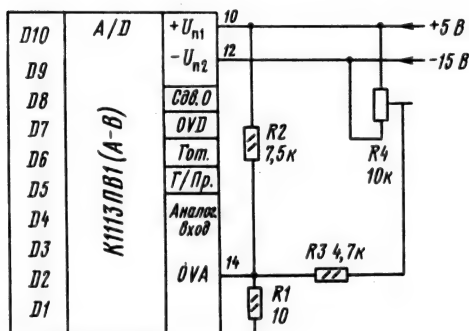 D10
D9
D8
D7
D6
D5
D4
D3
D2
D1
A/D
К1113ПВ1(А-В)
+Uп1
-Uп2
Сдв. 0
OVD
Гот.
Г/Пр.
Аналог.
вход
OVA
10
12
14
+5 В
-15 В
R2
7,5к
R4
10к
R3 4,7к
R1
10